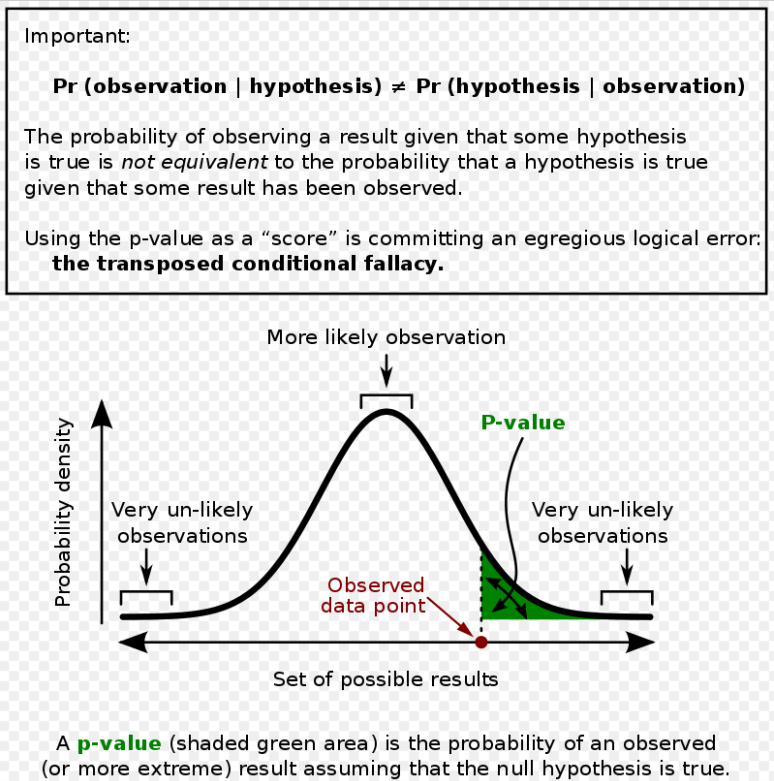 Important:
Pr (observation | hypothesis) ≠ Pr (hypothesis | observation)
The probability of observing a result given that some hypothesis
is true is not equivalent to the probability that a hypothesis is true
given that some result has been observed.
Using the p-value as a “score” is committing an egregious logical error:
the transposed conditional fallacy.
More likely observation
P-value
Probability density
Very un-likely
observations
Very un-likely
observations
Observed
data point
Set of possible results
A p-value (shaded green area) is the probability of an observed
(or more extreme) result assuming that the null hypothesis is true.